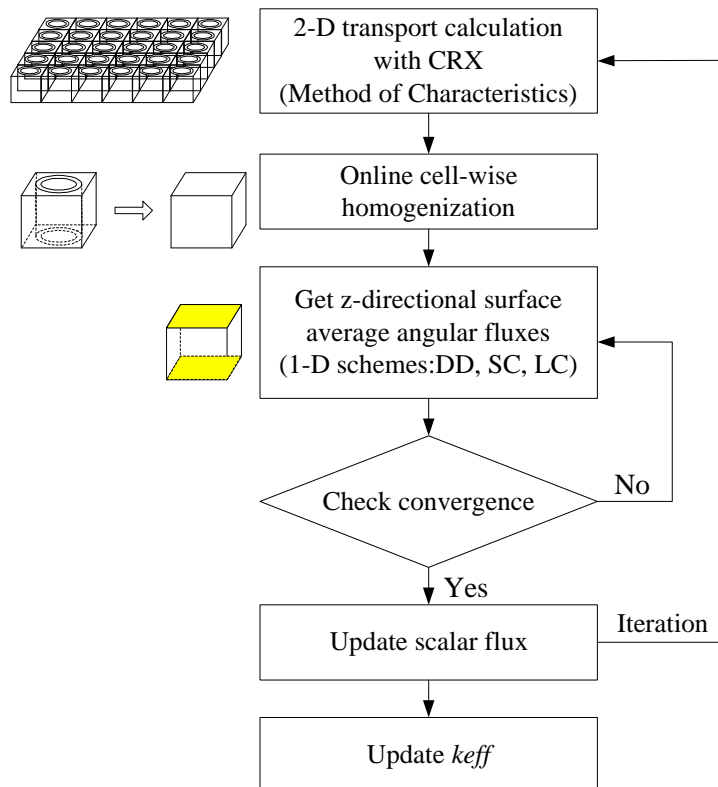 2-D transport calculation
with CRX
(Method of Characteristics)
Online cell-wise
homogenization
Get z-directional surface
average angular fluxes
(1-D schemes:DD, SC, LC)
Check convergence
No
Yes
Update scalar flux
Iteration
Update keff